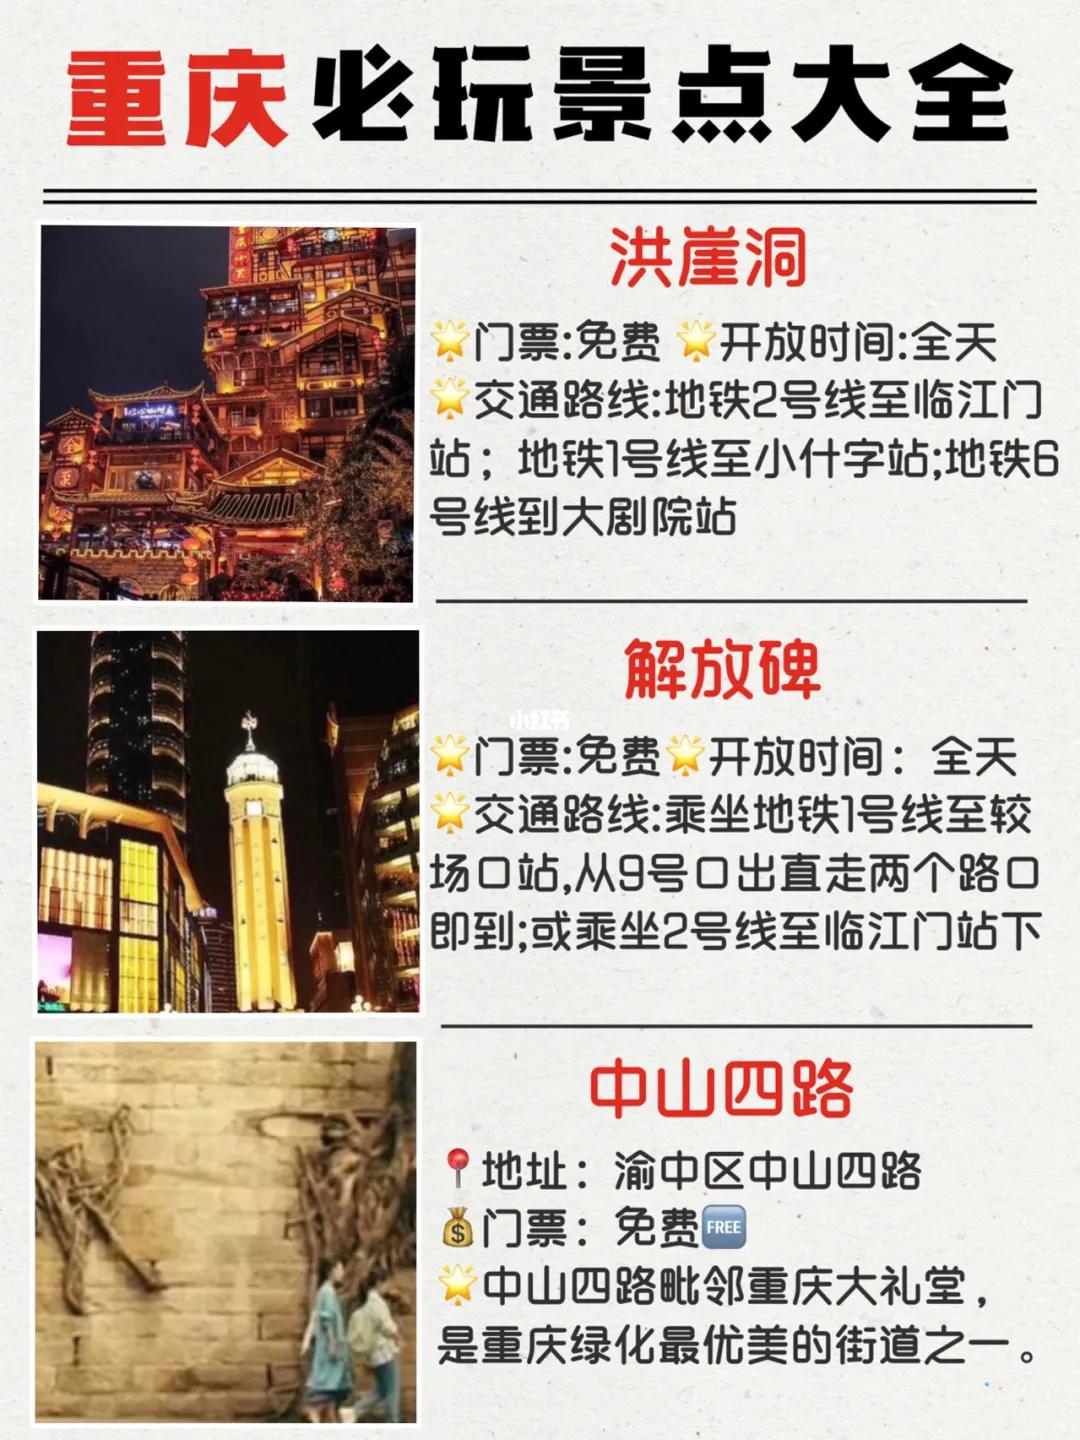 重庆必玩景点大全
洪崖洞
🌟门票:免费 🌟开放时间:全天
🌟交通路线:地铁2号线至临江门
站；地铁1号线至小什字站;地铁6
号线到大剧院站
解放碑
小红书
🌟门票:免费🌟开放时间：全天
🌟交通路线:乘坐地铁1号线至较
场口站,从9号口出直走两个路口
即到;或乘坐2号线至临江门站下
中山四路
📍地址：渝中区中山四路
💰门票：免费🆓
🌟中山四路毗邻重庆大礼堂，
是重庆绿化最优美的街道之一。